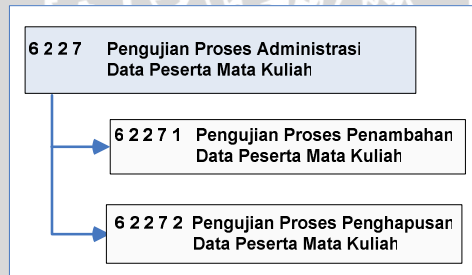 6 2 2 7 Pengujian Proses Administrasi
Data Peserta Mata Kuliah
6 2 2 7 1 Pengujian Proses Penambahan
Data Peserta Mata Kuliah
6 2 2 7 2 Pengujian Proses Penghapusan
Data Peserta Mata Kuliah